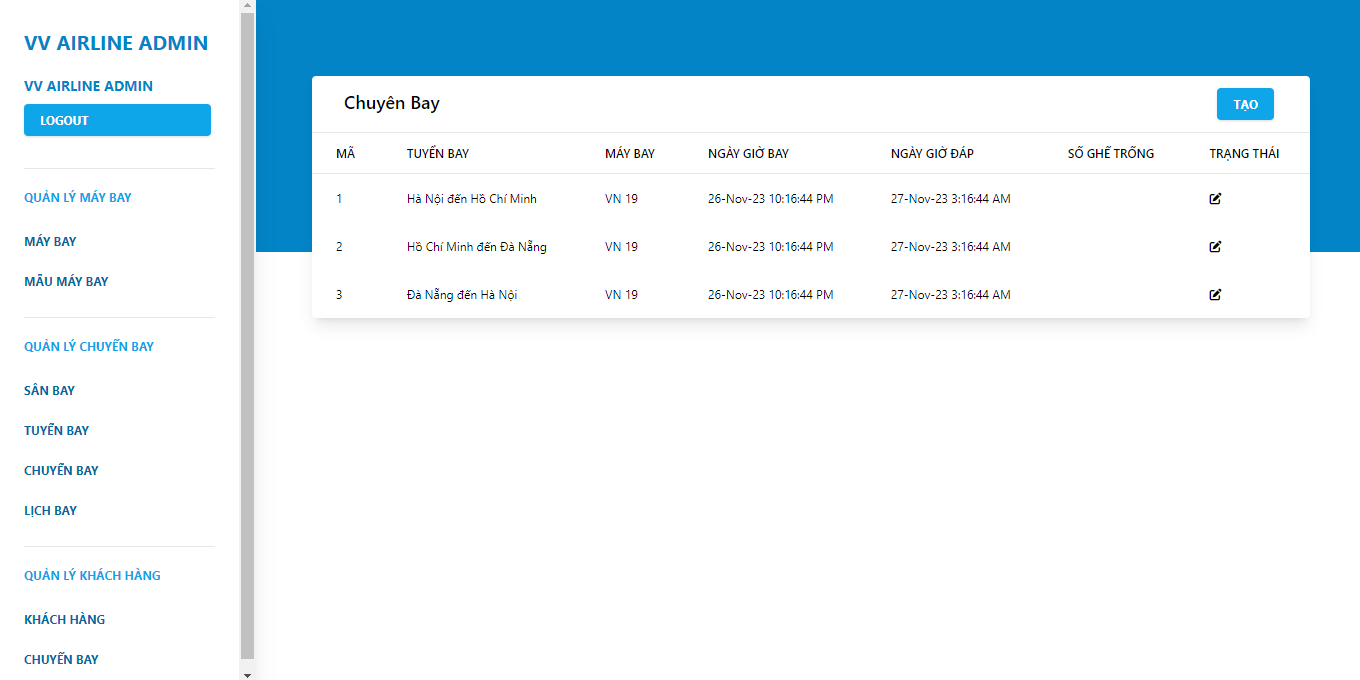 VV AIRLINE ADMIN
VV AIRLINE ADMIN
LOGOUT
QUẢN LÝ MÁY BAY
MÁY BAY
MẪU MÁY BAY
QUẢN LÝ CHUYẾN BAY
SÂN BAY
TUYẾN BAY
CHUYẾN BAY
LỊCH BAY
QUẢN LÝ KHÁCH HÀNG
KHÁCH HÀNG
CHUYẾN BAY
Chuyên Bay
TẠO
MÃ TUYẾN BAY MÁY BAY NGÀY GIỜ BAY NGÀY GIỜ ĐÁP SỐ GHẾ TRỐNG TRẠNG THÁI
1 Hà Nội đến Hồ Chí Minh VN 19 26-Nov-23 10:16:44 PM 27-Nov-23 3:16:44 AM
2 Hồ Chí Minh đến Đà Nẵng VN 19 26-Nov-23 10:16:44 PM 27-Nov-23 3:16:44 AM
3 Đà Nẵng đến Hà Nội VN 19 26-Nov-23 10:16:44 PM 27-Nov-23 3:16:44 AM